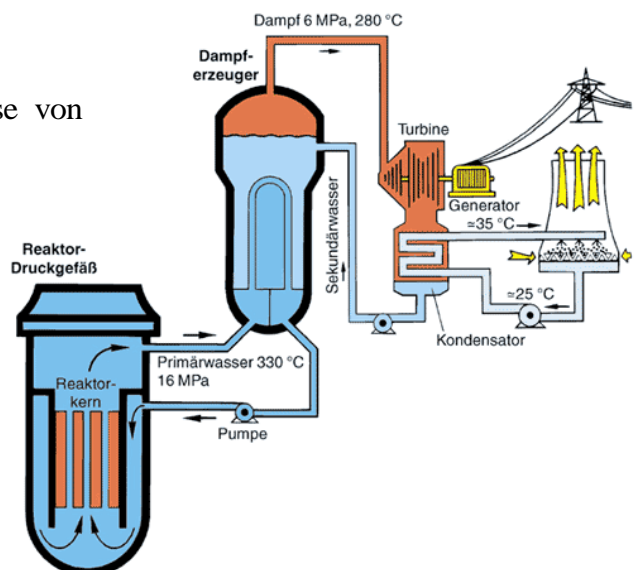 Dampf 6 MPa, 280 °C
Dampf-
erzeuger
se von
Turbine
Generator
≃35 °C
Sekundärwasser
Reaktor-
Druckgefäß
≃25 °C
Kondensator
Primärwasser 330 °C
16 MPa
Reaktor-
kern
Pumpe